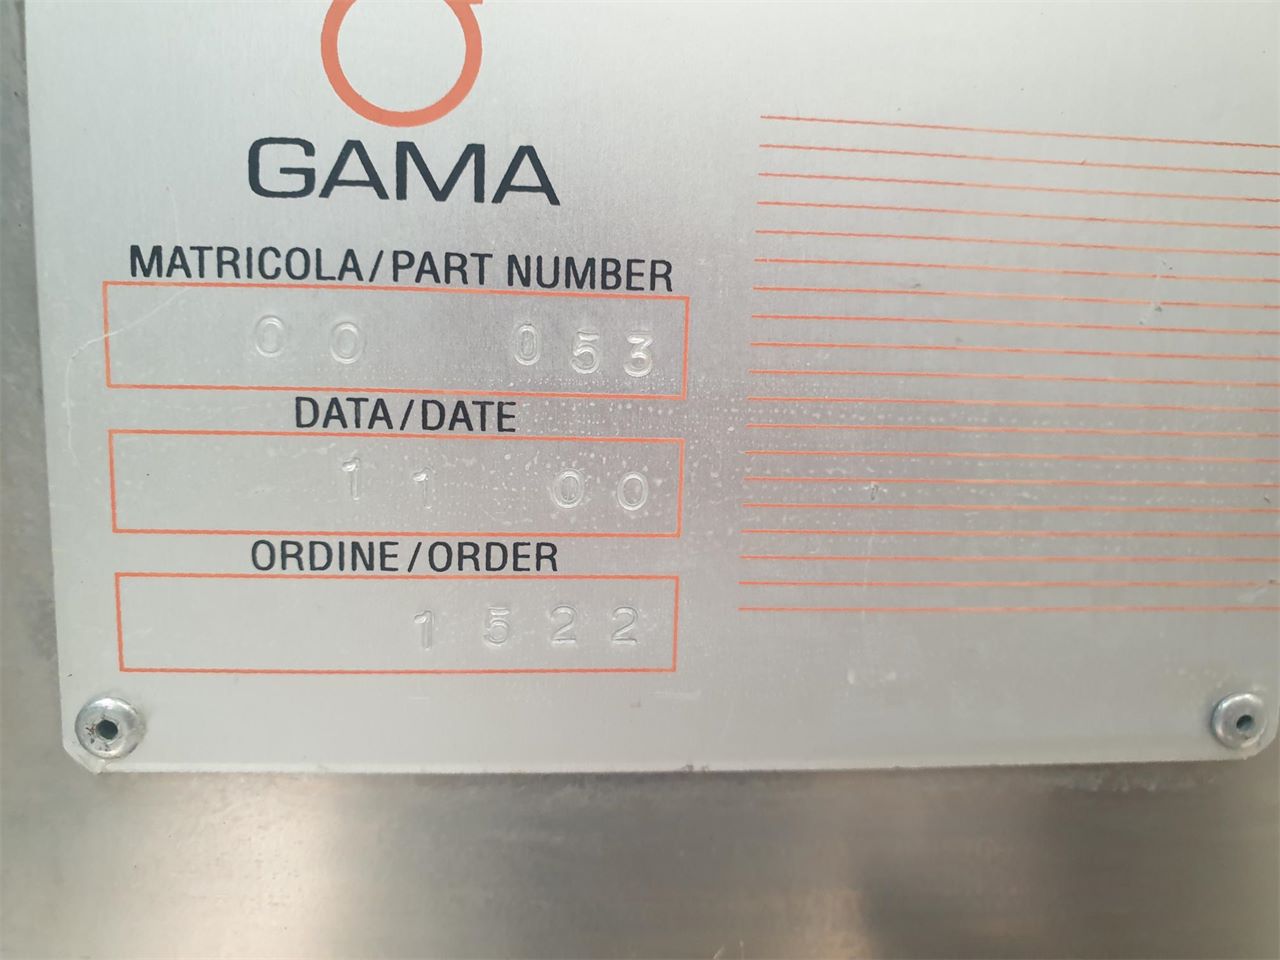 GAMA
MATRICOLA/PART NUMBER
00 053
DATA/DATE
11 00
ORDINE/ORDER
1522